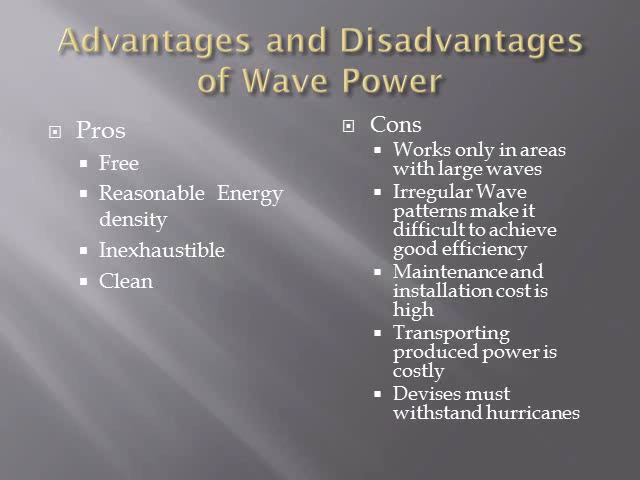 Advantages and Disadvantages
of Wave Power
Pros
Free
Reasonable Energy
density
Inexhaustible
Clean
Cons
Works only in areas
with large waves
Irregular Wave
patterns make it
difficult to achieve
good efficiency
Maintenance and
installation cost is
high
Transporting
produced power is
costly
Devises must
withstand hurricanes